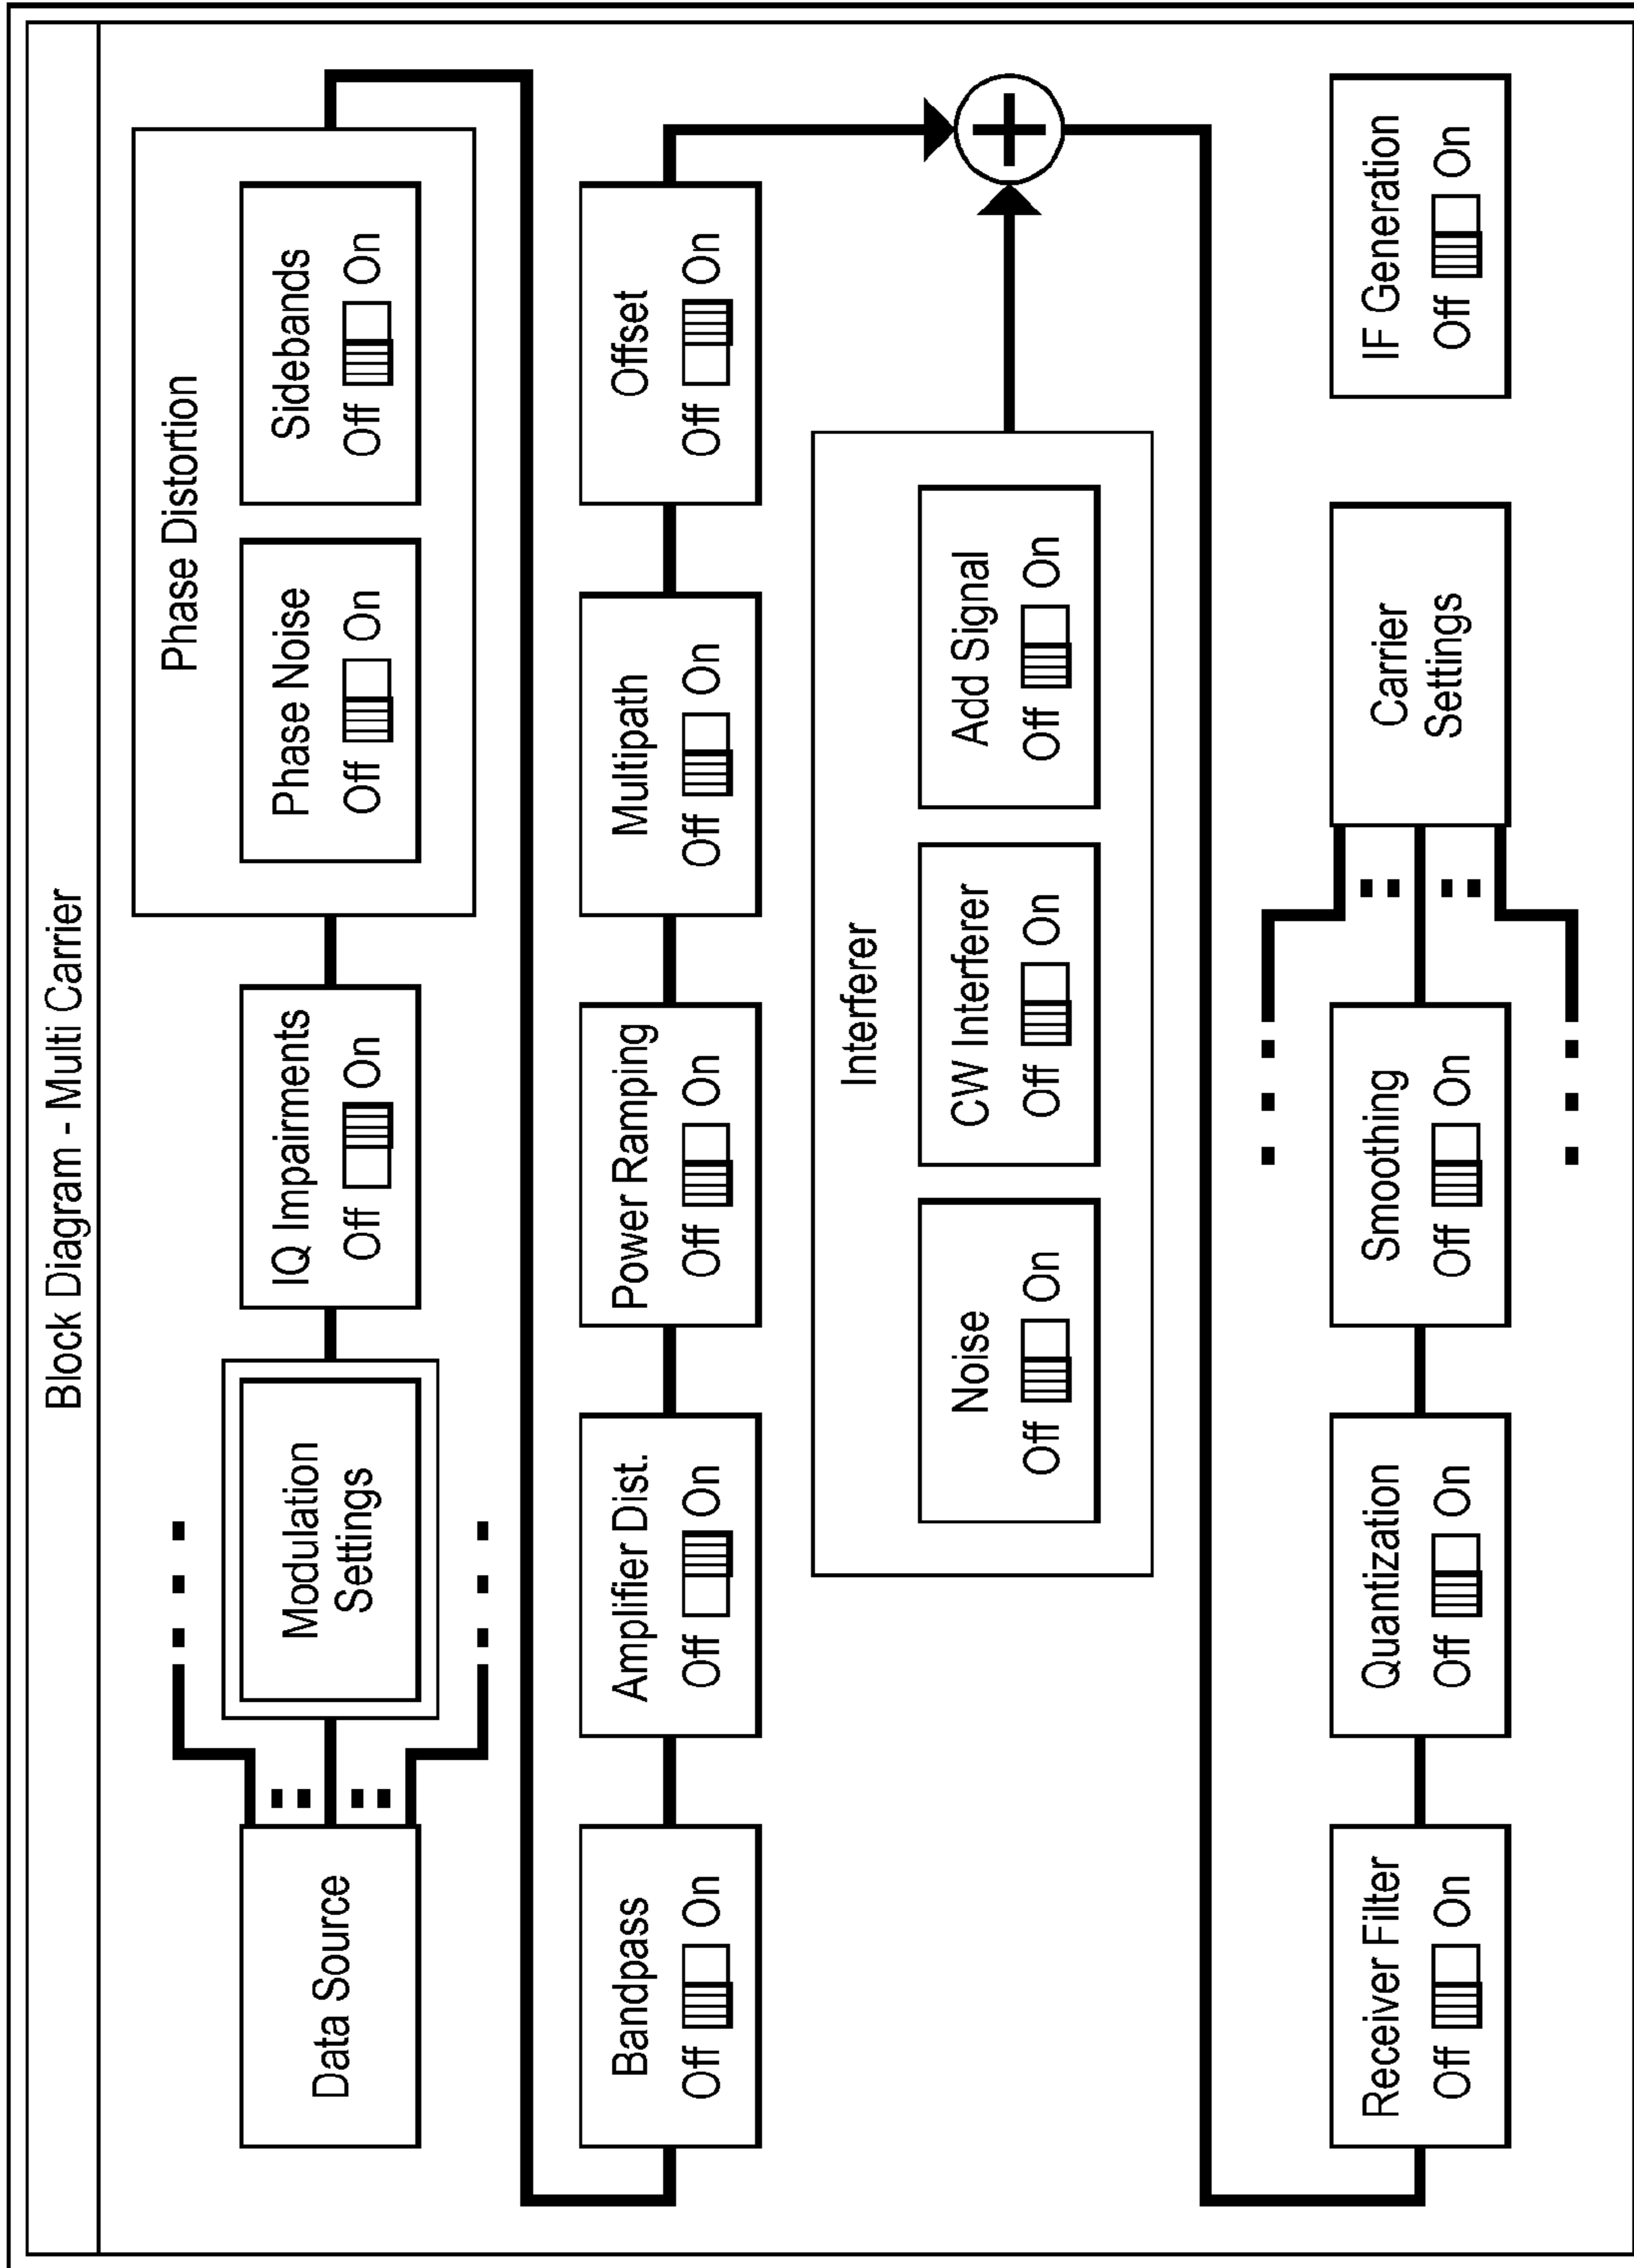 Block Diagram - Multi Carrier
Phase Distortion
Data Source
Modulation
Settings
IQ Impairments
Off On
Phase Noise
Off On
Sidebands
Off On
Bandpass
Off On
Amplifier Dist.
Off On
Power Ramping
Off On
Multipath
Off On
Offset
Off On
Interferer
Noise
Off On
CW Interferer
Off On
Add Signal
Off On
Receiver Filter
Off On
Quantization
Off On
Smoothing
Off On
Carrier
Settings
IF Generation
Off On